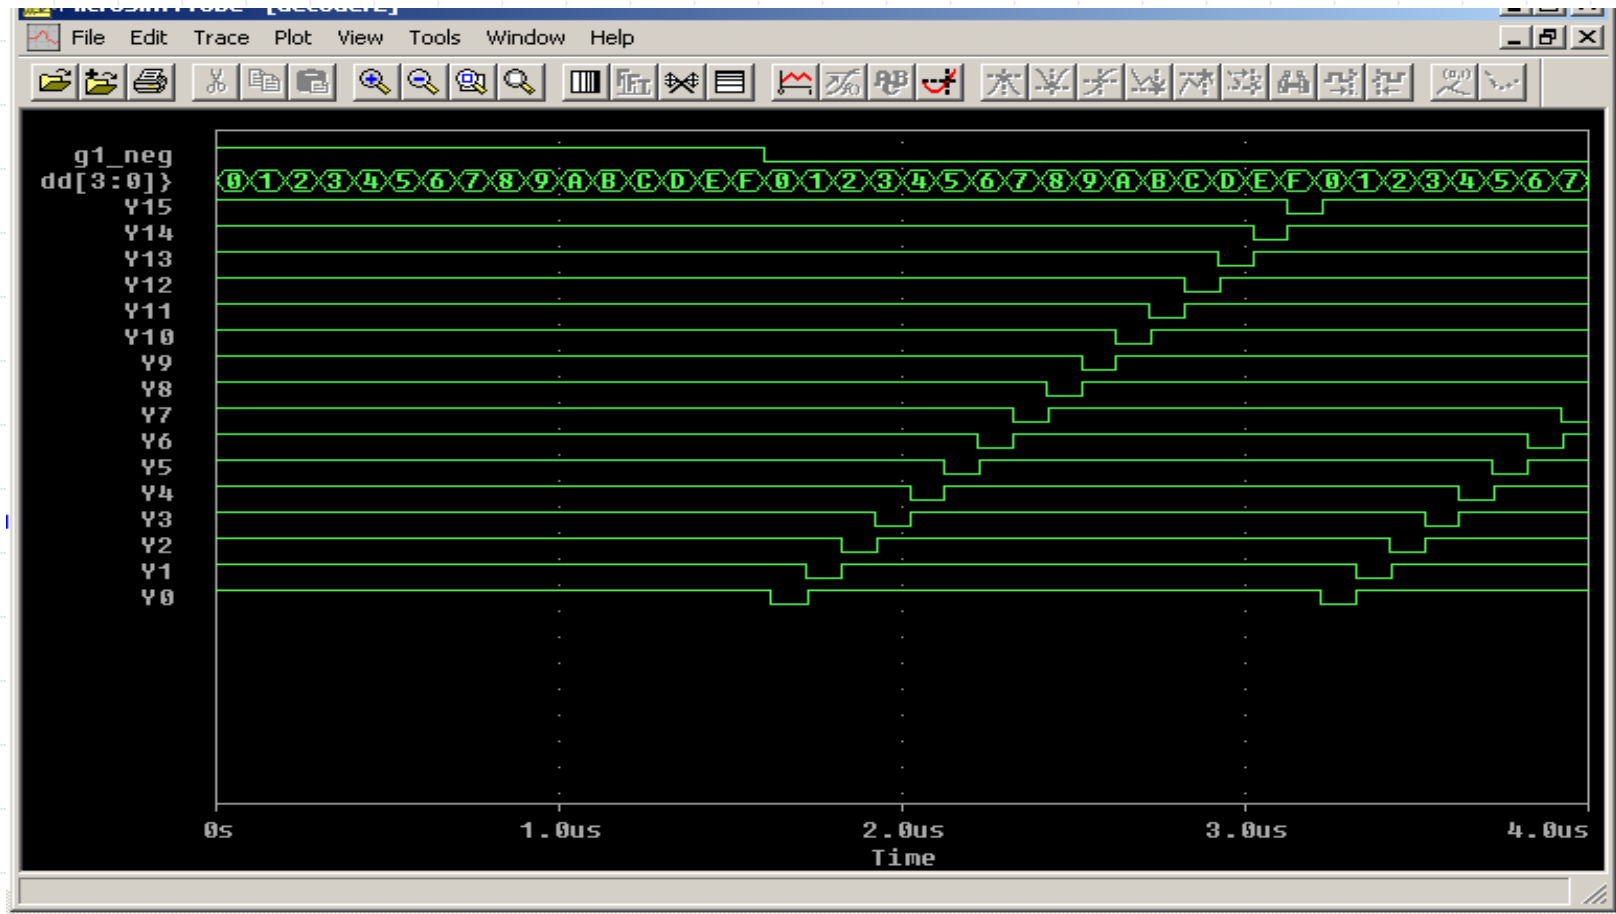 MicroSim Probe - [decoder2]
File Edit Trace Plot View Tools Window Help
g1_neg
dd[3:0]} 0 1 2 3 4 5 6 7 8 9 A B C D E F 0 1 2 3 4 5 6 7 8 9 A B C D E F 0 1 2 3 4 5 6 7
Y15
Y14
Y13
Y12
Y11
Y10
Y9
Y8
Y7
Y6
Y5
Y4
Y3
Y2
Y1
Y0
0s 1.0us 2.0us 3.0us 4.0us
Time